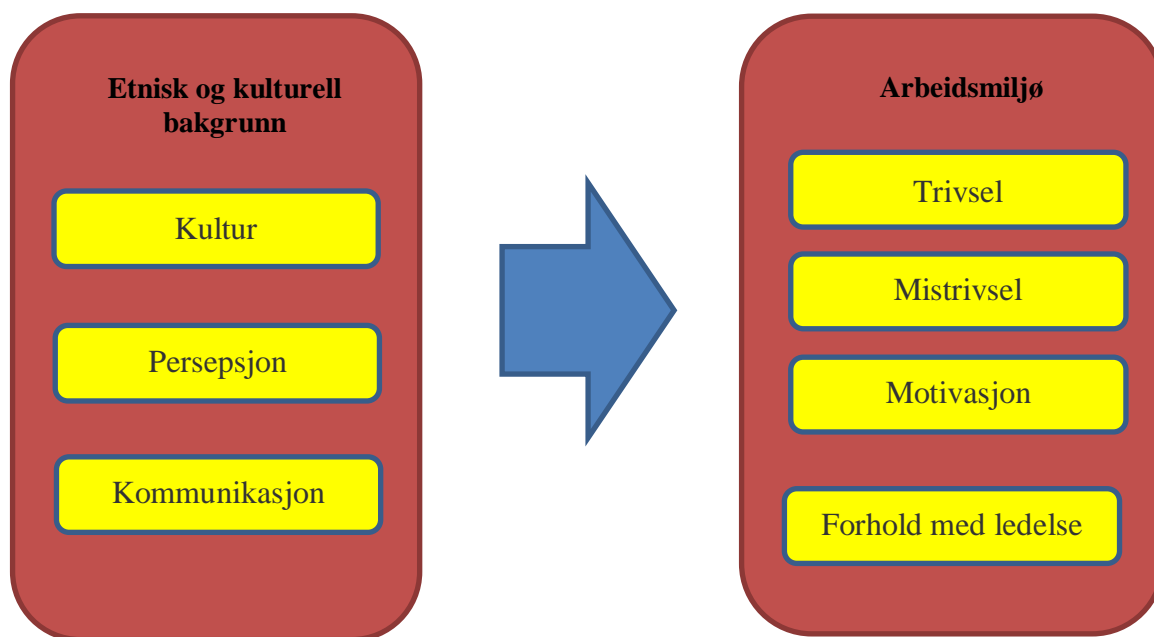 Etnisk og kulturell
bakgrunn
Kultur
Persepsjon
Kommunikasjon
Arbeidsmiljø
Trivsel
Mistrivsel
Motivasjon
Forhold med ledelse